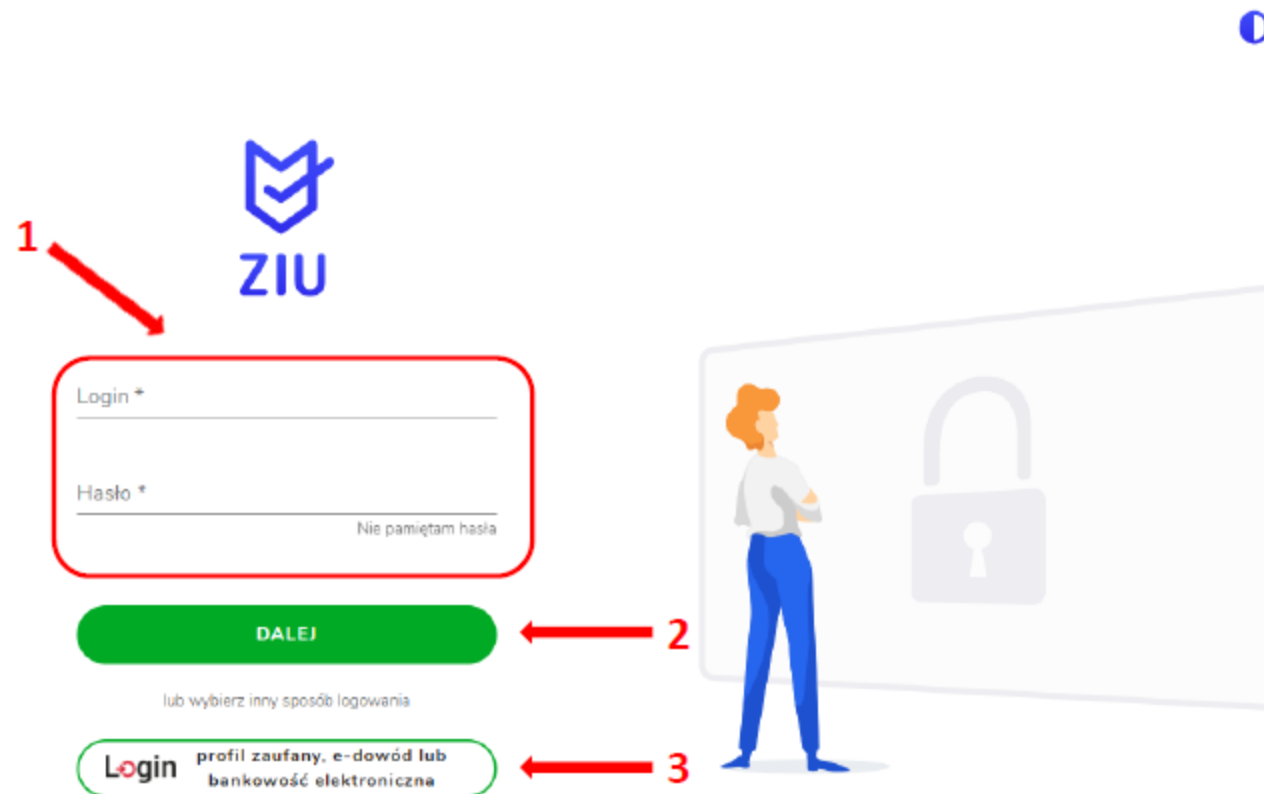 1
ZIU
Login *
Hasło *
Nie pamiętam hasła
DALEJ
2
lub wybierz inny sposób logowania
Login profil zaufany, e-dowód lub
bankowość elektroniczna
3